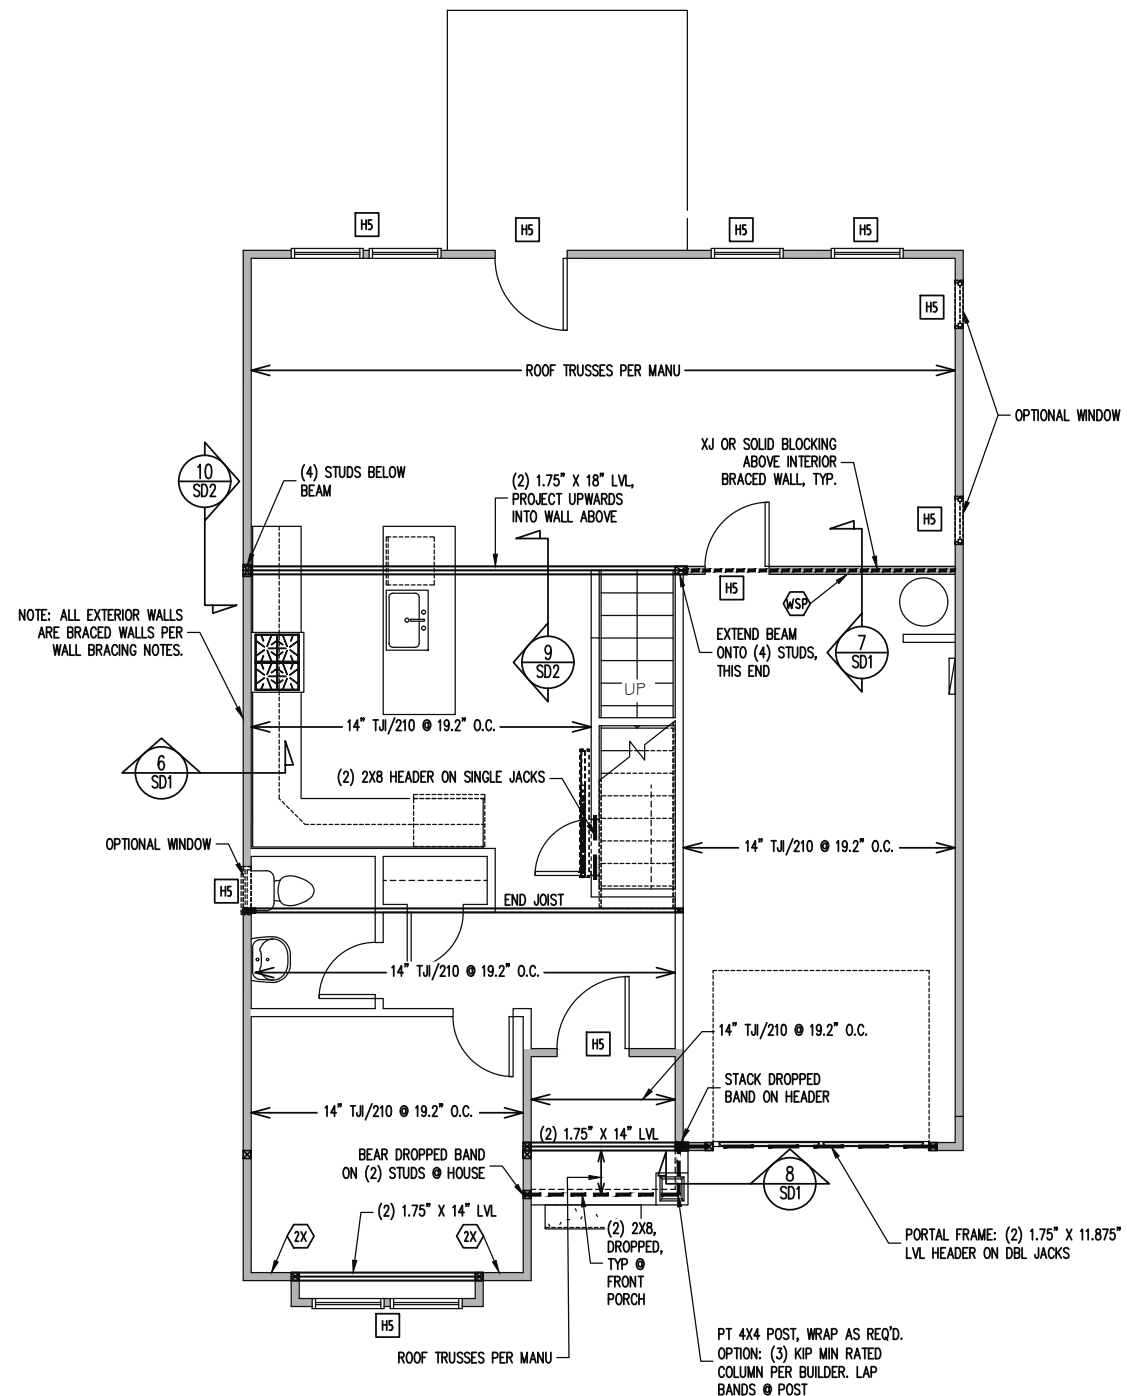 H5
H5
H5
H5
H5
ROOF TRUSSES PER MANU
OPTIONAL WINDOW
XJ OR SOLID BLOCKING
ABOVE INTERIOR
BRACED WALL, TYP.
10
SD2
(4) STUDS BELOW
BEAM
(2) 1.75" X 18" LVL,
PROJECT UPWARDS
INTO WALL ABOVE
H5
H5
WSP
NOTE: ALL EXTERIOR WALLS
ARE BRACED WALLS PER
WALL BRACING NOTES.
EXTEND BEAM
ONTO (4) STUDS,
THIS END
7
SD1
9
SD2
UP
14" TJI/210 @ 19.2" O.C.
6
SD1
(2) 2X8 HEADER ON SINGLE JACKS
OPTIONAL WINDOW
14" TJI/210 @ 19.2" O.C.
H5
END JOIST
14" TJI/210 @ 19.2" O.C.
14" TJI/210 @ 19.2" O.C.
H5
STACK DROPPED
BAND ON HEADER
14" TJI/210 @ 19.2" O.C.
(2) 1.75" X 14" LVL
BEAR DROPPED BAND
ON (2) STUDS @ HOUSE
8
SD1
(2) 1.75" X 14" LVL
2X
2X
(2) 2X8,
DROPPED,
TYP @
FRONT
PORCH
PORTAL FRAME: (2) 1.75" X 11.875"
LVL HEADER ON DBL JACKS
H5
ROOF TRUSSES PER MANU
PT 4X4 POST, WRAP AS REQ'D.
OPTION: (3) KIP MIN RATED
COLUMN PER BUILDER. LAP
BANDS @ POST